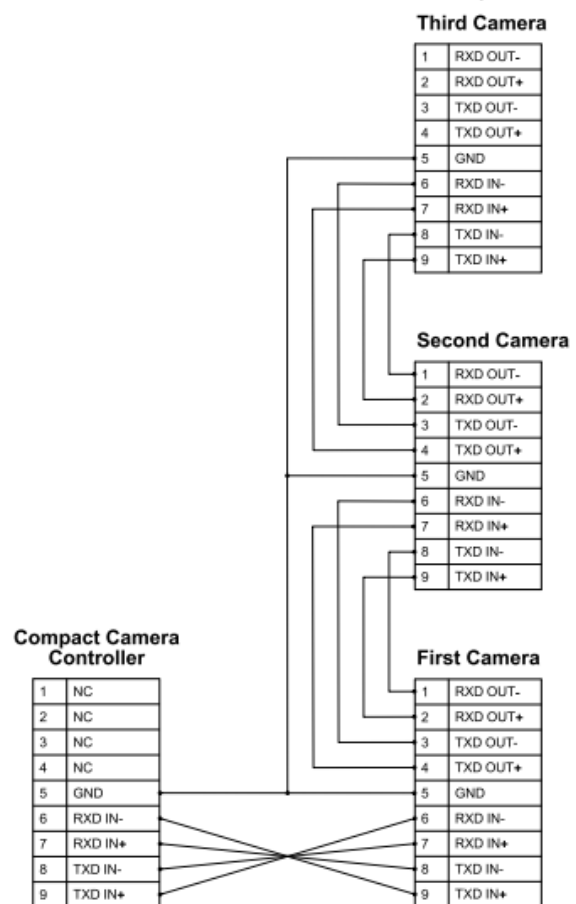 Third Camera
1 RXD OUT-
2 RXD OUT+
3 TXD OUT-
4 TXD OUT+
5 GND
6 RXD IN-
7 RXD IN+
8 TXD IN-
9 TXD IN+
Second Camera
1 RXD OUT-
2 RXD OUT+
3 TXD OUT-
4 TXD OUT+
5 GND
6 RXD IN-
7 RXD IN+
8 TXD IN-
9 TXD IN+
Compact Camera
Controller
1 NC
2 NC
3 NC
4 NC
5 GND
6 RXD IN-
7 RXD IN+
8 TXD IN-
9 TXD IN+
First Camera
1 RXD OUT-
2 RXD OUT+
3 TXD OUT-
4 TXD OUT+
5 GND
6 RXD IN-
7 RXD IN+
8 TXD IN-
9 TXD IN+